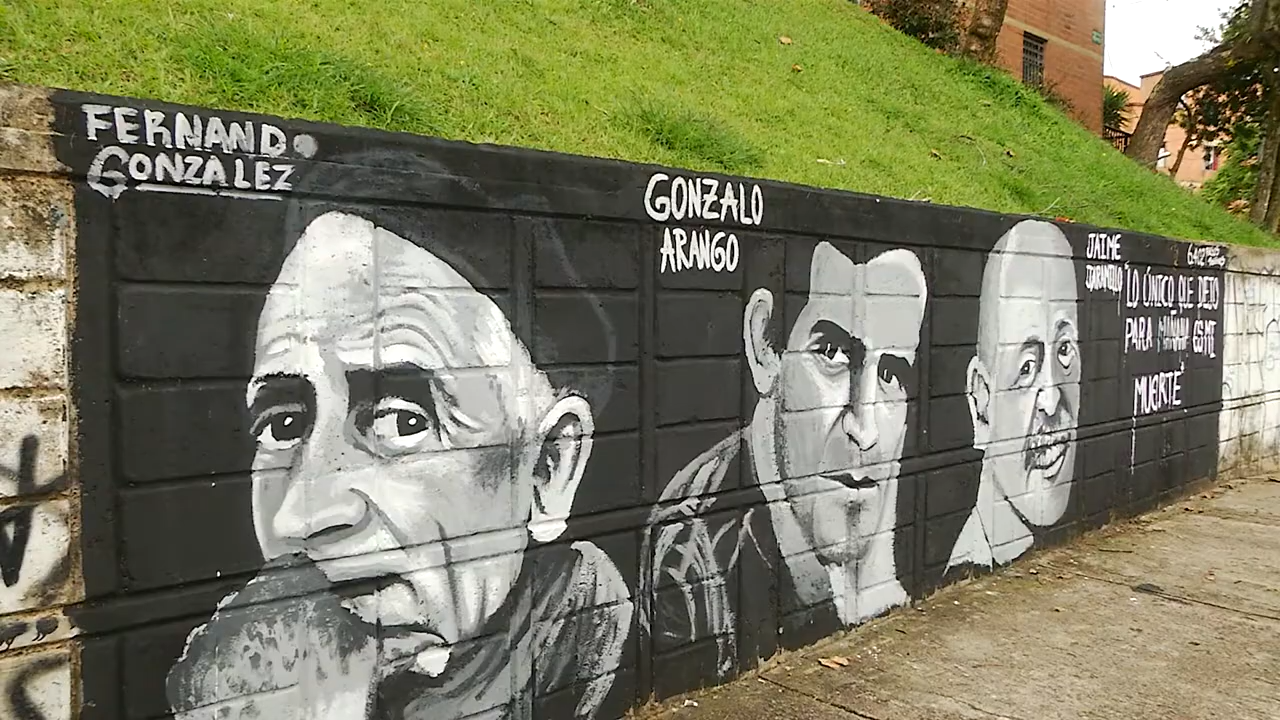 FERNANDO
GONZALEZ
GONZALO
ARANGO
JAIME
JARAMILLO
"LO ÚNICO QUE DEJO
PARA MAÑANA ES MI
MUERTE"